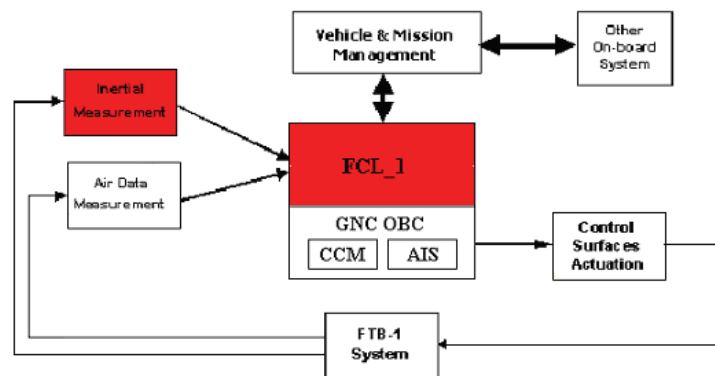 Vehicle & Mission
Management
Other
On-board
System
Inertial
Measurement
FCL_1
Air Data
Measurement
GNC OBC
CCM
AIS
Control
Surfaces
Actuation
FTB-1
System